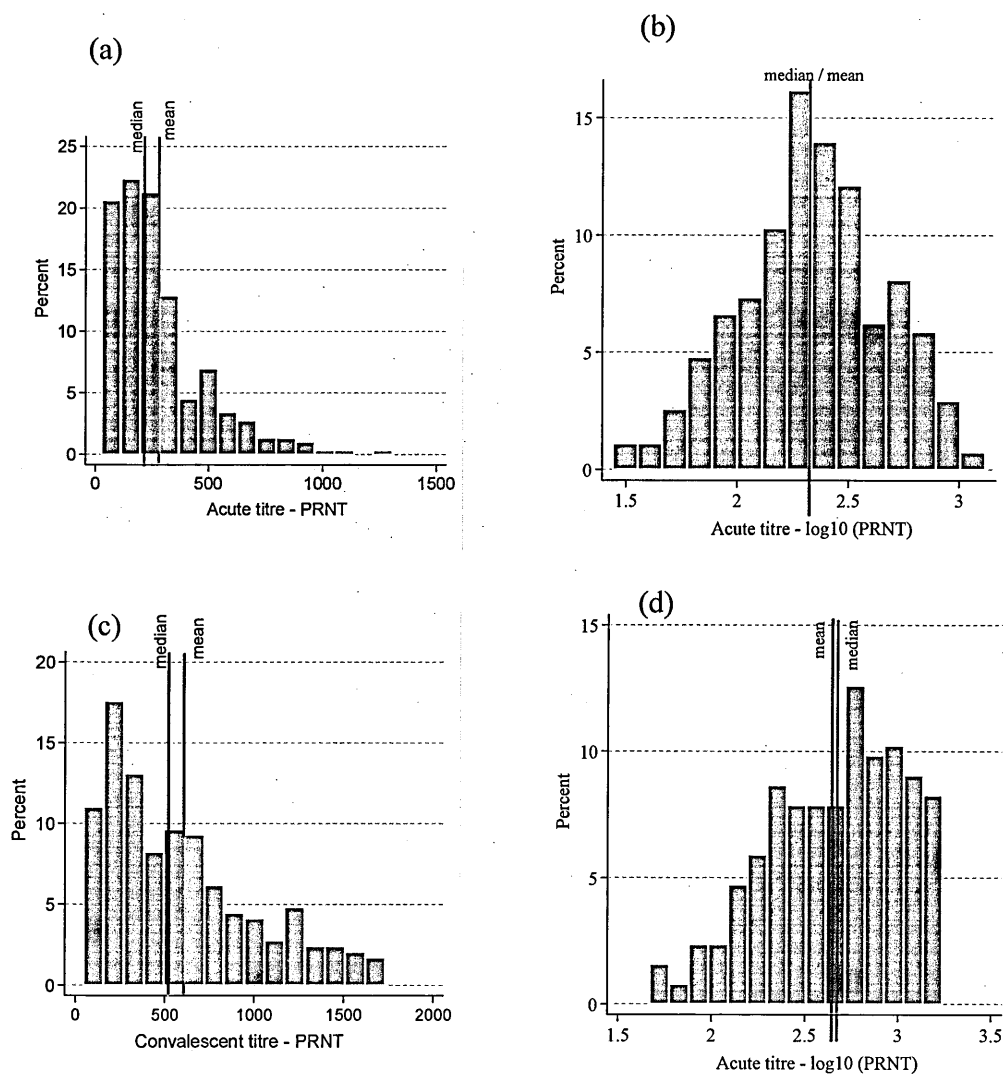 (a)
median
mean
25
20
15
10
5
0
Percent
0 500 1000 1500
Acute titre - PRNT
(b)
median / mean
15
10
5
0
Percent
1.5 2 2.5 3
Acute titre - log10 (PRNT)
(c)
median
mean
20
15
10
5
0
Percent
0 500 1000 1500 2000
Convalescent titre - PRNT
(d)
mean
median
15
10
5
0
Percent
1.5 2 2.5 3 3.5
Acute titre - log10 (PRNT)